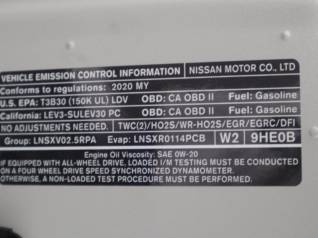 VEHICLE EMISSION CONTROL INFORMATION NISSAN MOTOR CO., LTD
Conforms to regulations: 2020 MY
U.S. EPA: T3B30 (150K UL) LDV OBD: CA OBD II Fuel: Gasoline
California: LEV3-SULEV30 PC OBD: CA OBD II Fuel: Gasoline
NO ADJUSTMENTS NEEDED. TWC(2)/HO2S/WR-HO2S/EGR/EGRC/DFI
Group: LNSXV02.5RPA Evap: LNSXR0114PCB W2 9HE0B
Engine Oil Viscosity: SAE 0W-20
IF EQUIPPED WITH ALL-WHEEL DRIVE. LOADED I/M TESTING MUST BE CONDUCTED
ON A FOUR WHEEL DRIVE SPEED SYNCHRONIZED DYNAMOMETER.
OTHERWISE, A NON-LOADED TEST PROCEDURE MUST BE CONDUCTED.